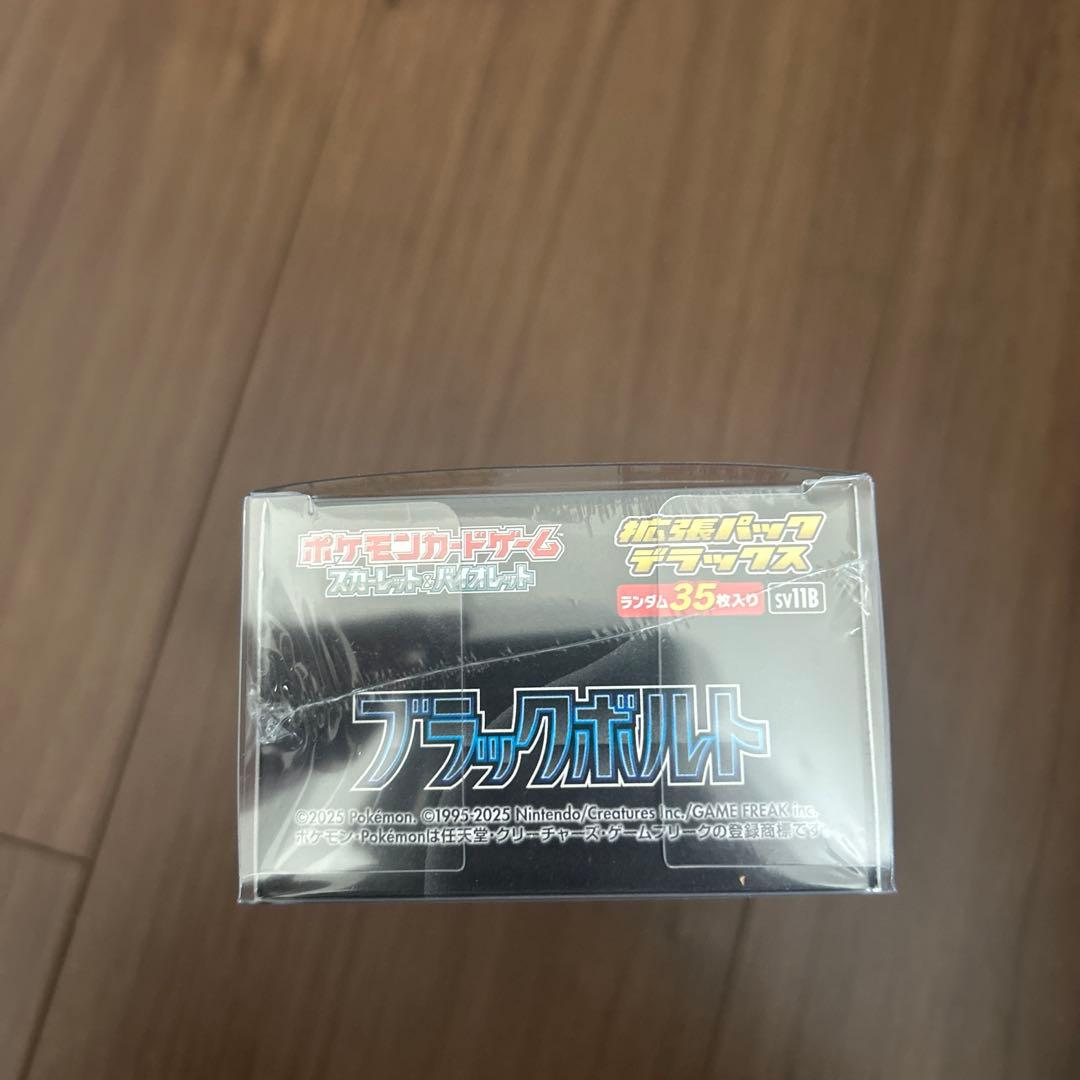 ポケモンカードゲーム
スカーレット&バイオレット
拡張パック
デラックス
ランダム35枚入り SV11B
ブラックボルト
©2025 Pokémon. ©1995-2025 Nintendo/Creatures Inc./GAME FREAK inc.
ポケモン・Pokémonは任天堂・クリーチャーズ・ゲームフリークの登録商標です。